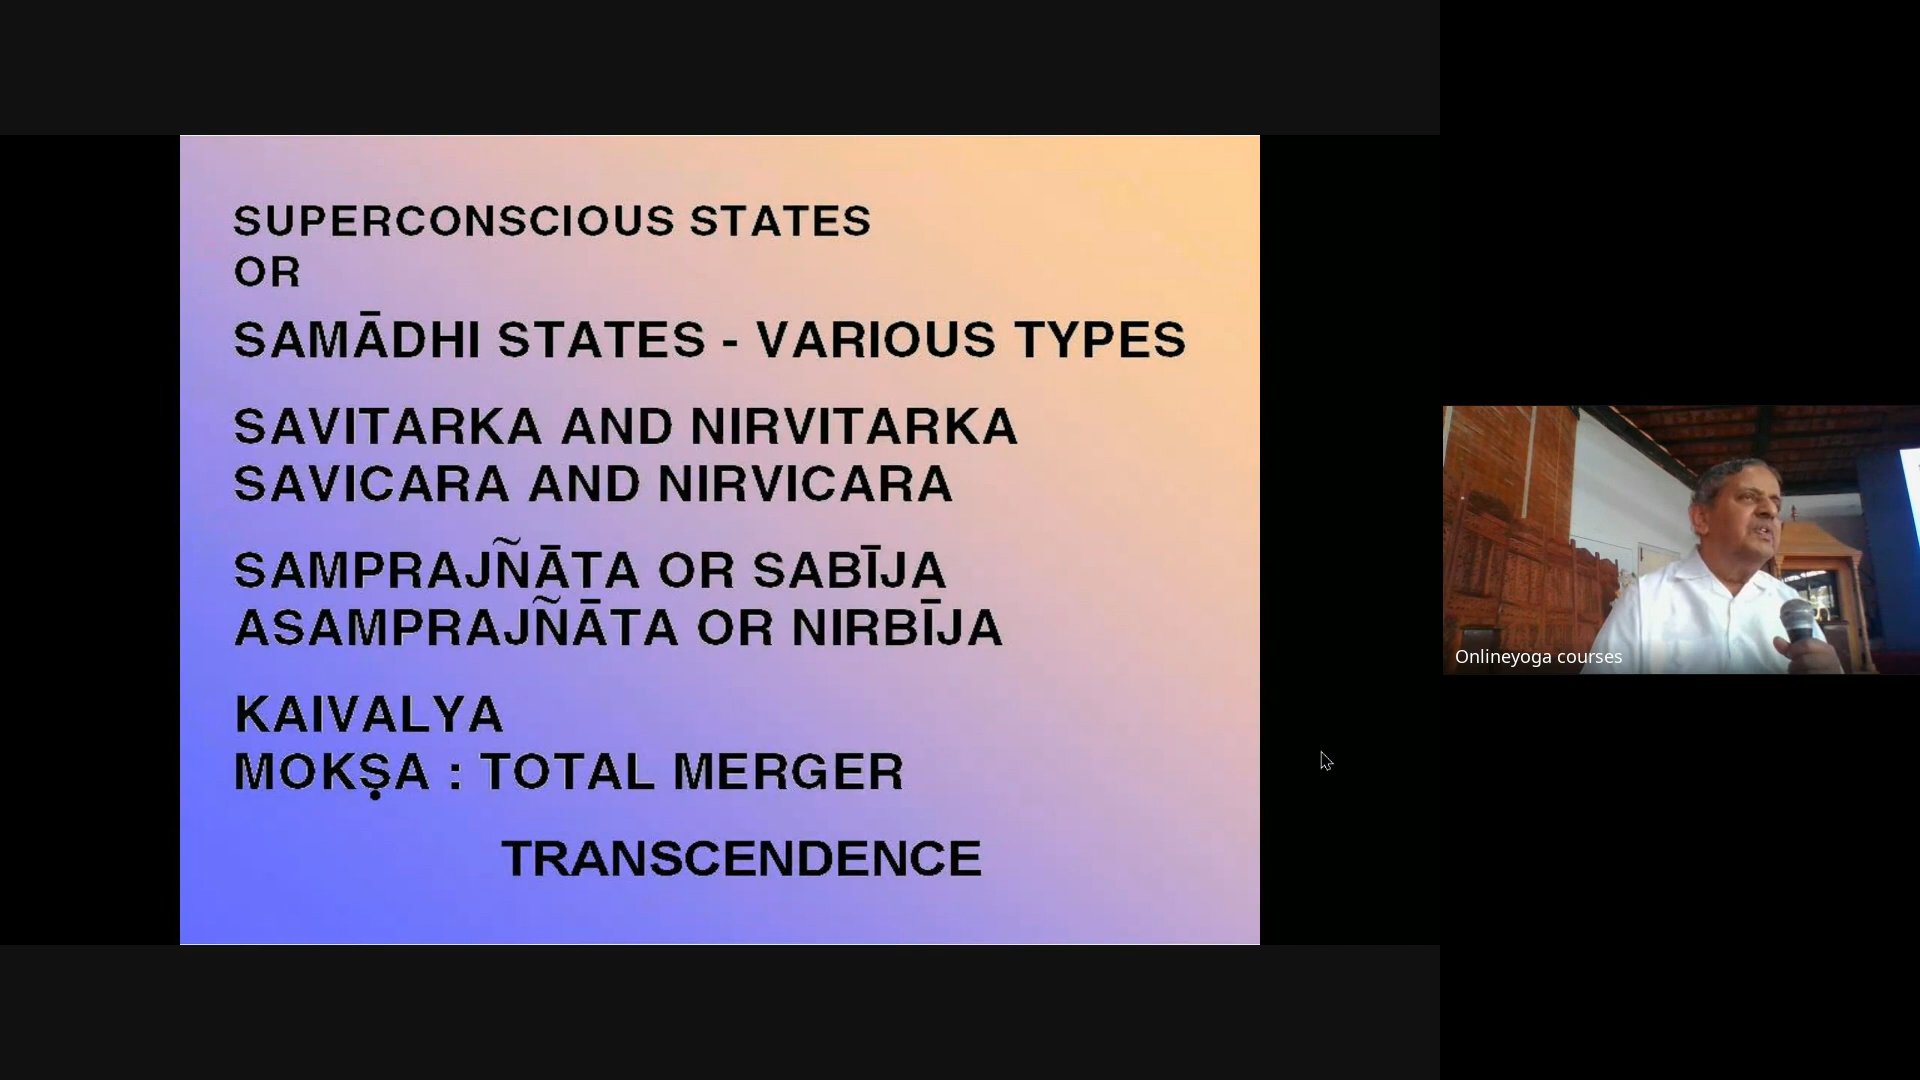 SUPERCONSCIOUS STATES
OR
SAMĀDHI STATES - VARIOUS TYPES
SAVITARKA AND NIRVITARKA
SAVICARA AND NIRVICARA
SAMPRAJÑĀTA OR SABĪJA
ASAMPRAJÑĀTA OR NIRBĪJA
KAIVALYA
MOKṢA : TOTAL MERGER
TRANSCENDENCE
Onlineyoga courses